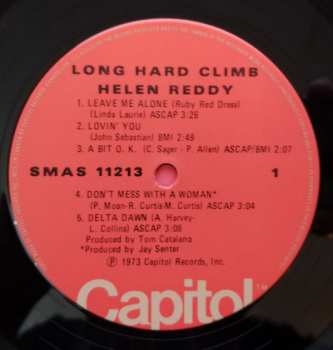 LONG HARD CLIMB
HELEN REDDY
1. LEAVE ME ALONE (Ruby Red Dress)
(Linda Laurie) ASCAP 3:26
2. LOVIN' YOU
(John Sebastian) BMI 2:48
3. A BIT O. K. (C. Sager - P. Allen) ASCAP/BMI 2:07
SMAS 11213 1
4. DON'T MESS WITH A WOMAN*
(P. Moan-R. Curtis-M. Curtis) ASCAP 3:04
5. DELTA DAWN (A. Harvey-
L. Collins) ASCAP 3:08
Produced by Tom Catalano
*Produced by Jay Senter
Ⓟ 1973 Capitol Records, Inc.
Capitol